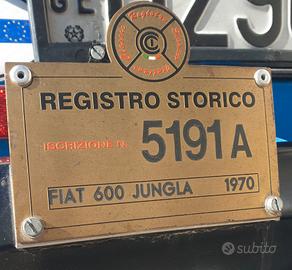 REGISTRO STORICO
ISCRIZIONE N. 5191 A
FIAT 600 JUNGLA 1970
subito